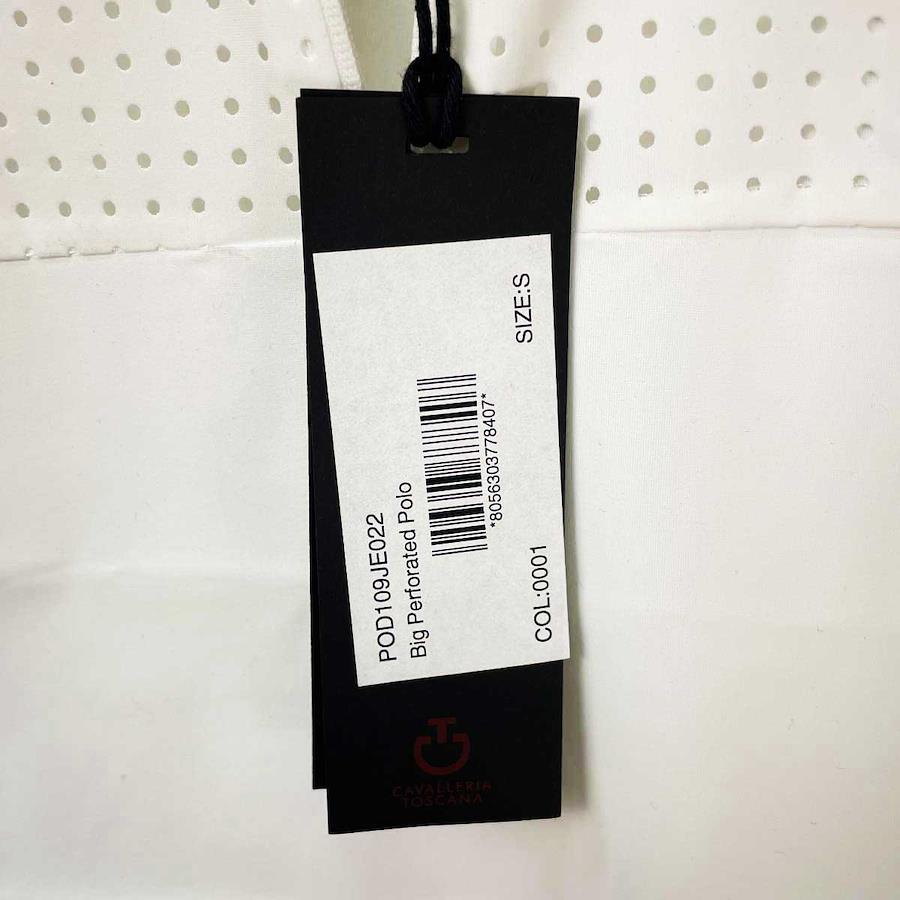 POD109JE022
Big Perforated Polo
*8056303778407*
COL:0001
SIZE:S
CAVALLERIA
TOSCANA